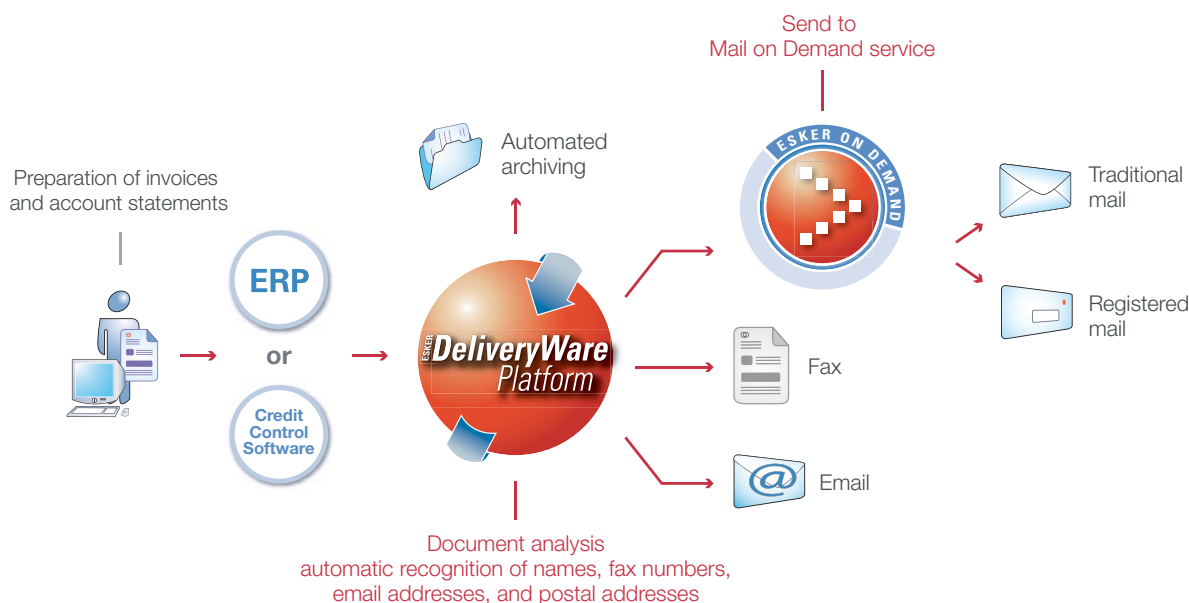 Send to
Mail on Demand service
ESKER ON DEMAND
Automated
archiving
Traditional
mail
Preparation of invoices
and account statements
ERP
or
Credit
Control
Software
ESKER
DeliveryWare
Platform
Registered
mail
Fax
@
Email
Document analysis
automatic recognition of names, fax numbers,
email addresses, and postal addresses